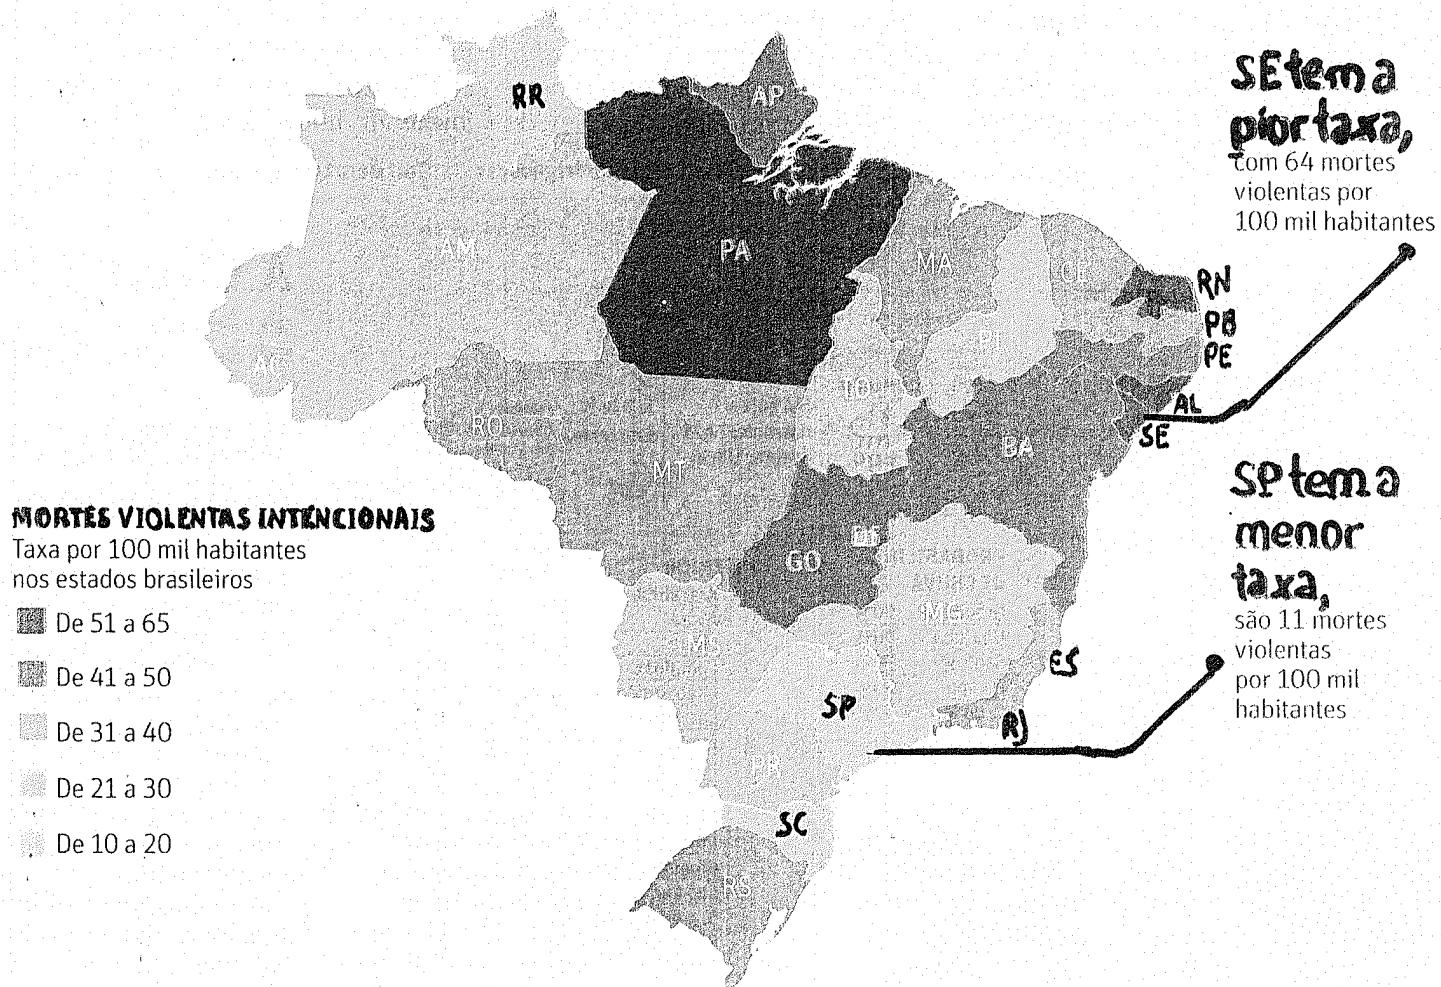 SE tem a
pior taxa,
com 64 mortes
violentas por
100 mil habitantes
RR
AP
AM
PA
MA
CE
RN
PB
PE
PI
AC
TO
AL
SE
RO
BA
MT
SP tem a
menor
taxa,
são 11 mortes
violentas
por 100 mil
habitantes
MORTES VIOLENTAS INTENCIONAIS
Taxa por 100 mil habitantes
nos estados brasileiros
De 51 a 65
De 41 a 50
De 31 a 40
De 21 a 30
De 10 a 20
DF
GO
MG
ES
SP
RJ
PR
SC
RS